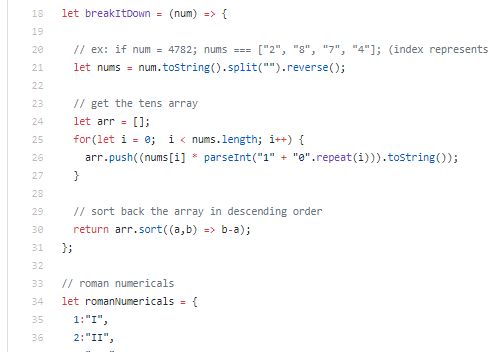 18 let breakItDown = (num) => {
19
20 // ex: if num = 4782; nums === ["2", "8", "7", "4"]; (index represents
21 let nums = num.toString().split("").reverse();
22
23 // get the tens array
24 let arr = [];
25 for(let i = 0; i < nums.length; i++) {
26 arr.push((nums[i] * parseInt("1" + "0".repeat(i))).toString());
27 }
28
29 // sort back the array in descending order
30 return arr.sort((a,b) => b-a);
31 };
32
33 // roman numericals
34 let romanNumericals = {
35 1:"I",
36 2:"II",